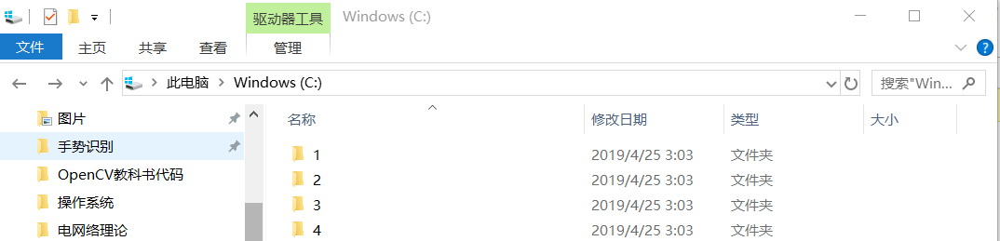 驱动器工具 Windows (C:)
文件 主页 共享 查看 管理
此电脑 Windows (C:) 搜索"Win...
名称 修改日期 类型 大小
图片
手势识别
OpenCV教科书代码
操作系统
电网络理论
1 2019/4/25 3:03 文件夹
2 2019/4/25 3:03 文件夹
3 2019/4/25 3:03 文件夹
4 2019/4/25 3:03 文件夹